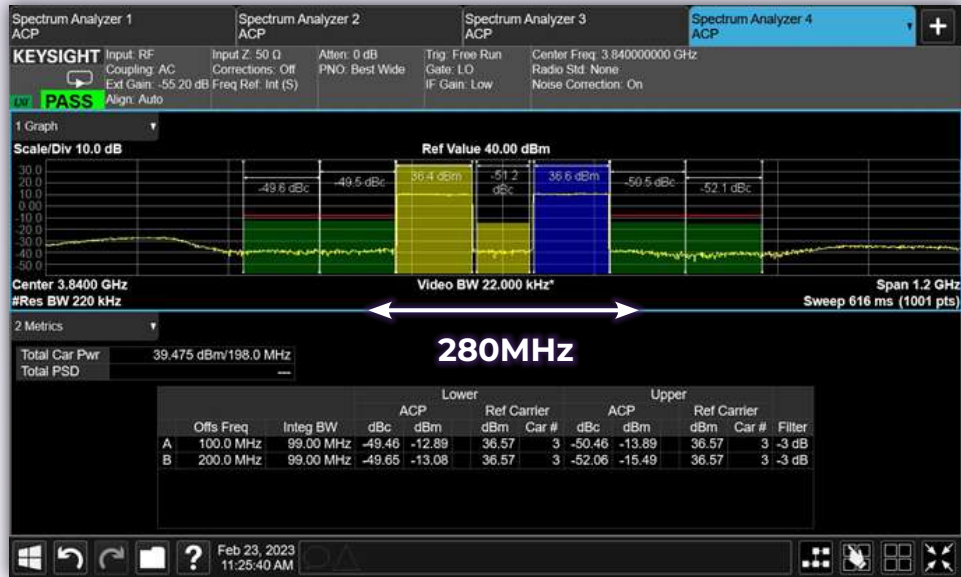 Spectrum Analyzer 1
ACP
Spectrum Analyzer 2
ACP
Spectrum Analyzer 3
ACP
Spectrum Analyzer 4
ACP
KEYSIGHT
PASS
Input: RF
Coupling: AC
Ext Gain: -55.20 dB
Align: Auto
Input Z: 50 Ω
Corrections: Off
Freq Ref: Int (S)
Atten: 0 dB
PNO: Best Wide
Trig: Free Run
Gate: LO
IF Gain: Low
Center Freq: 3.840000000 GHz
Radio Std: None
Noise Correction: On
1 Graph
Scale/Div 10.0 dB
Ref Value 40.00 dBm
30.0
20.0
10.0
0.00
-10.0
-20.0
-30.0
-40.0
-50.0
-49.6 dBc
-49.5 dBc
36.4 dBm
-51.2
dBc
36.6 dBm
-50.5 dBc
-52.1 dBc
Center 3.8400 GHz
Video BW 22.000 kHz*
Span 1.2 GHz
#Res BW 220 kHz
Sweep 616 ms (1001 pts)
280MHz
2 Metrics
Total Car Pwr 39.475 dBm/198.0 MHz
Total PSD ---
Lower Upper
ACP Ref Carrier ACP Ref Carrier
Offs Freq Integ BW dBc dBm dBm Car # dBc dBm dBm Car # Filter
A 100.0 MHz 99.00 MHz -49.46 -12.89 36.57 3 -50.46 -13.89 36.57 3 -3 dB
B 200.0 MHz 99.00 MHz -49.65 -13.08 36.57 3 -52.06 -15.49 36.57 3 -3 dB
Feb 23, 2023
11:25:40 AM